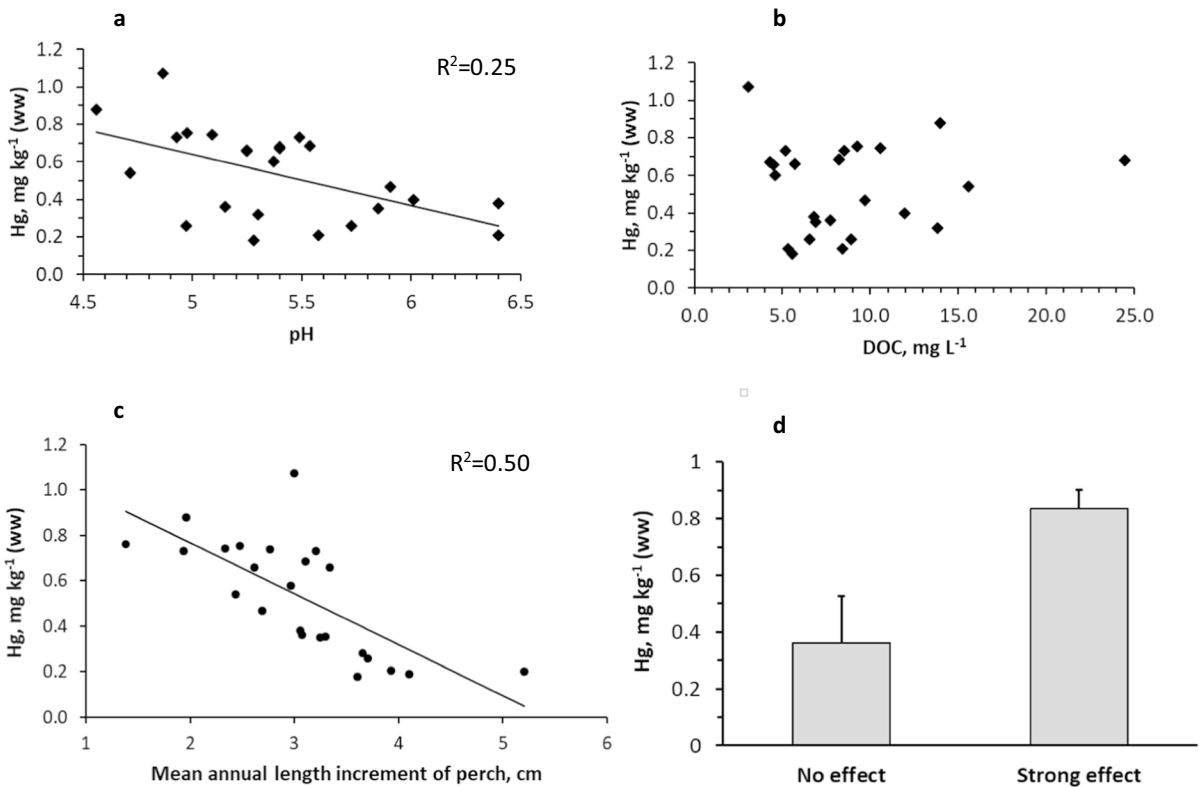 a
R²=0.25
Hg, mg kg⁻¹ (ww)
1.2
1.0
0.8
0.6
0.4
0.2
0.0
4.5 5 5.5 6 6.5
pH
b
Hg, mg kg⁻¹ (ww)
1.2
1.0
0.8
0.6
0.4
0.2
0.0
0.0 5.0 10.0 15.0 20.0 25.0
DOC, mg L⁻¹
c
R²=0.50
Hg, mg kg⁻¹ (ww)
1.2
1.0
0.8
0.6
0.4
0.2
0.0
1 2 3 4 5 6
Mean annual length increment of perch, cm
d
Hg, mg kg⁻¹ (ww)
1
0.8
0.6
0.4
0.2
0
No effect Strong effect